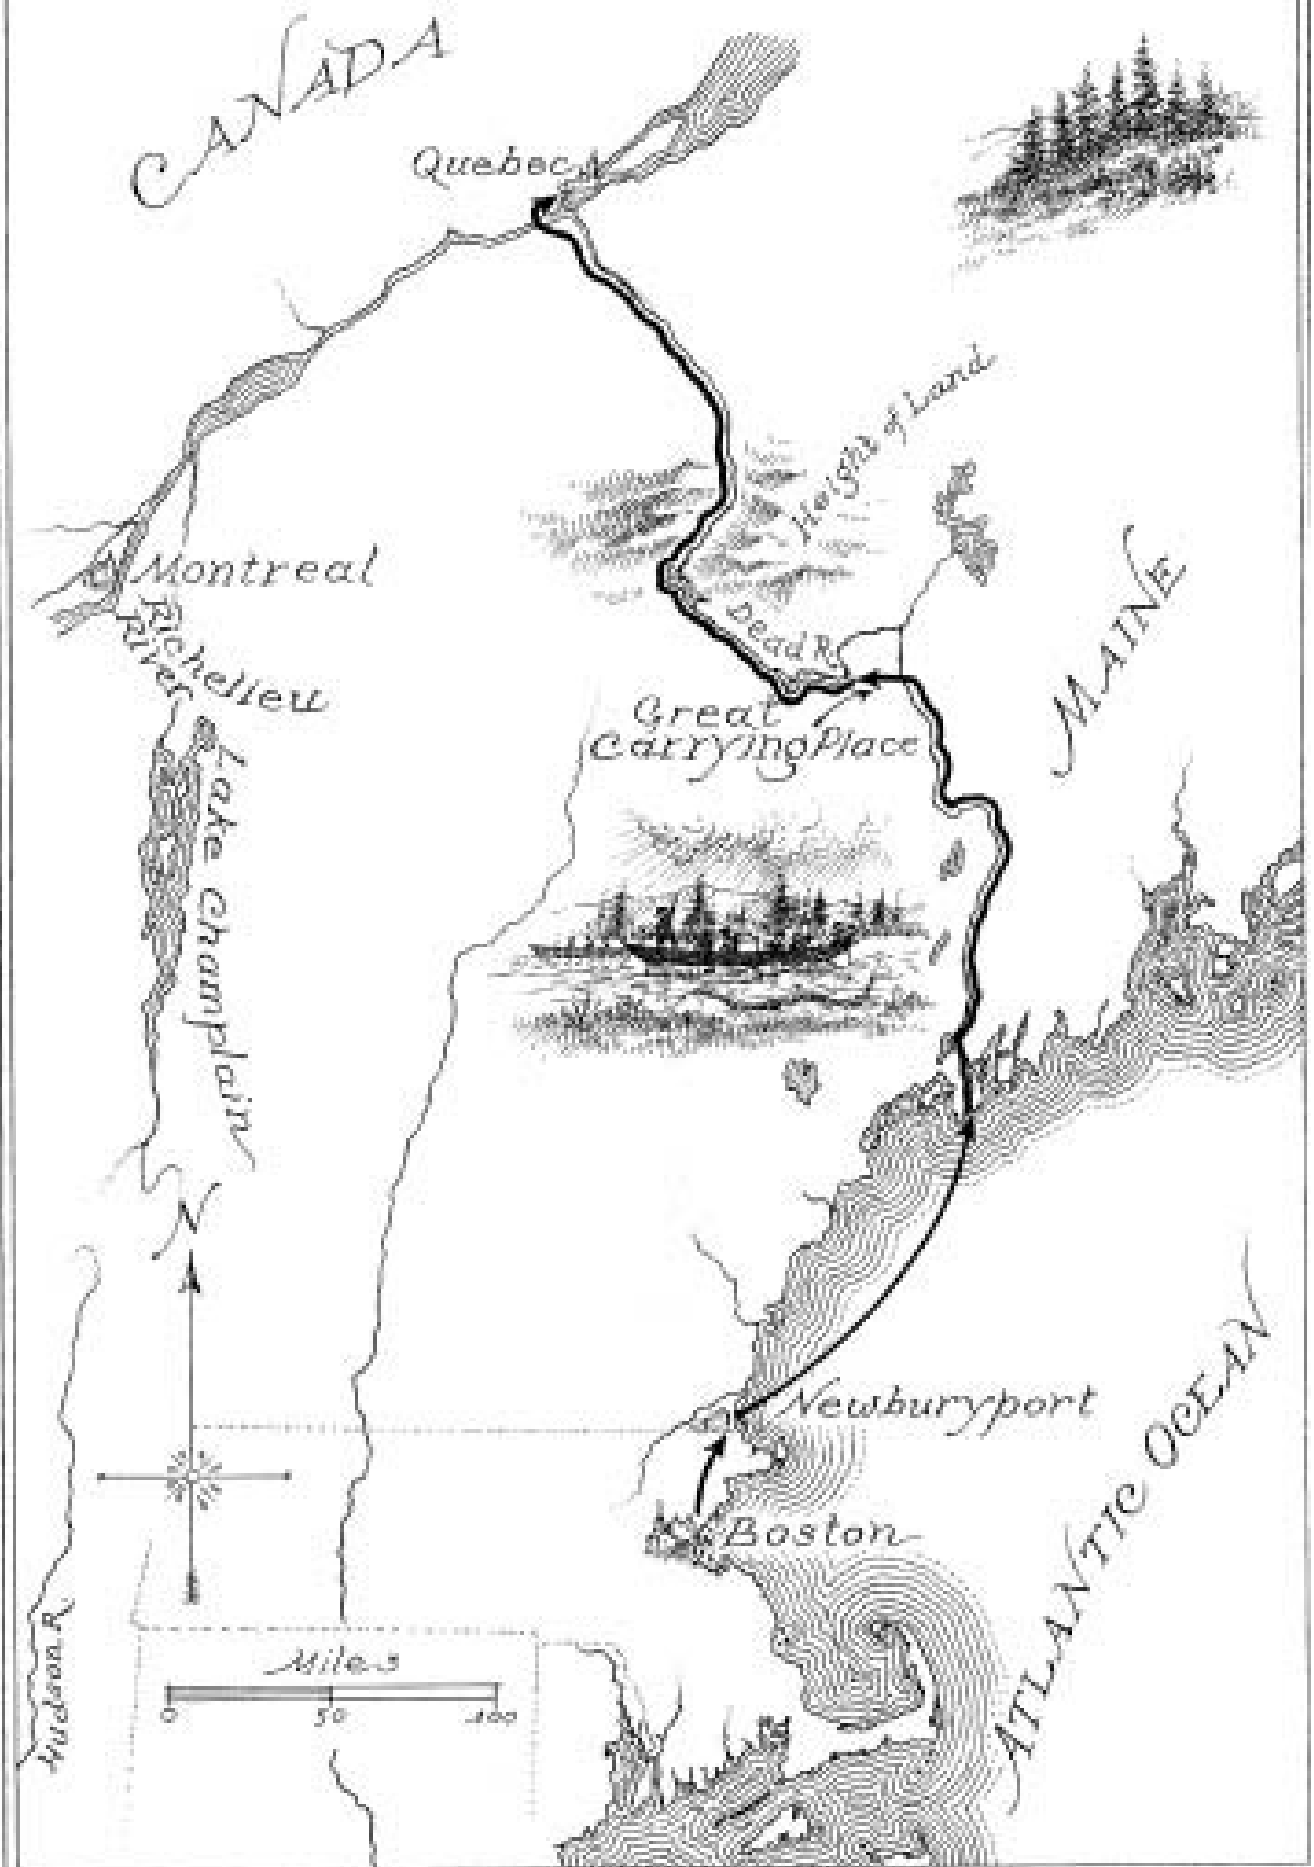 CANADA
Quebec
Height of Land
Montreal
Richelieu
River
Dead R.
MAINE
Great
Carrying Place
Lake Champlain
N
Newburyport
ATLANTIC OCEAN
Boston
Hudson R.
Miles
0 50 100